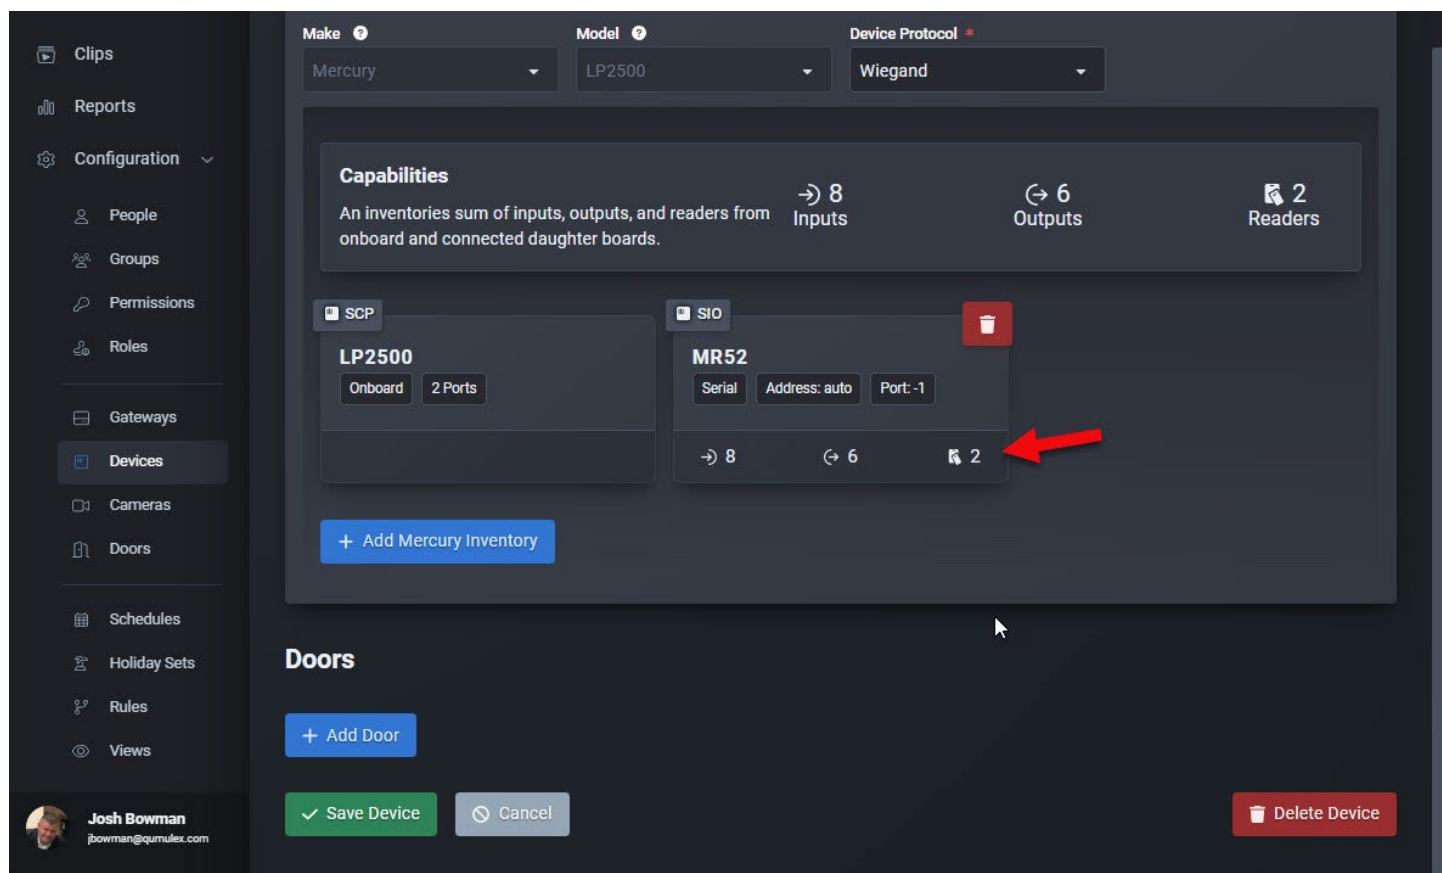 Clips
Reports
Configuration
People
Groups
Permissions
Roles
Gateways
Devices
Cameras
Doors
Schedules
Holiday Sets
Rules
Views
Josh Bowman
jbowman@qumulex.com
Make ?
Model ?
Device Protocol *
Mercury
LP2500
Wiegand
Capabilities
An inventories sum of inputs, outputs, and readers from
onboard and connected daughter boards.
8
Inputs
6
Outputs
2
Readers
SCP
LP2500
Onboard
2 Ports
SIO
MR52
Serial
Address: auto
Port: -1
8
6
2
+ Add Mercury Inventory
Doors
+ Add Door
Save Device
Cancel
Delete Device